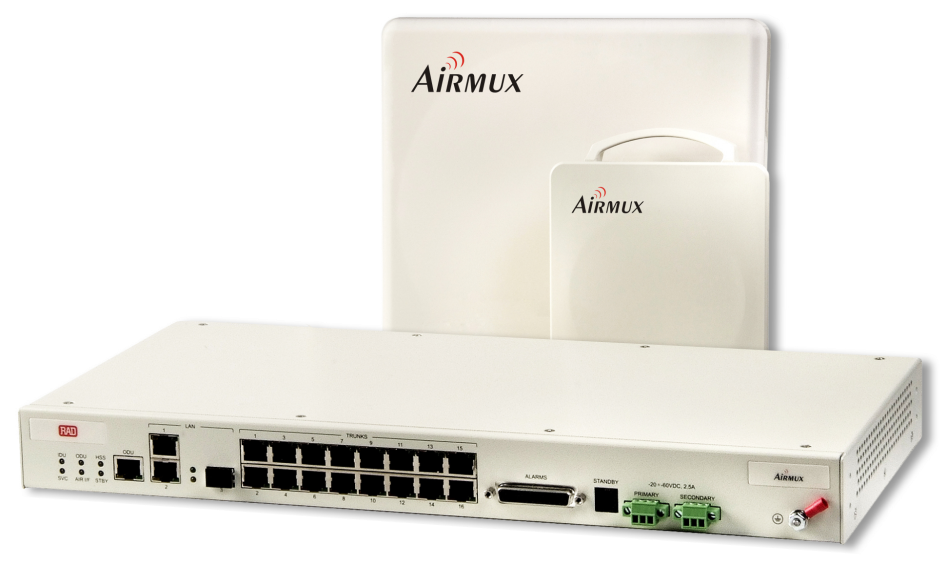 AIRMUX
AIRMUX
RAD
IDU ODU HSS
SVC AIR I/F STBY
ODU
LAN
1
2
TRUNKS
1 3 5 7 9 11 13 15
2 4 6 8 10 12 14 16
ALARMS
STANDBY
-20÷-60VDC, 2.5A
PRIMARY SECONDARY
AIRMUX